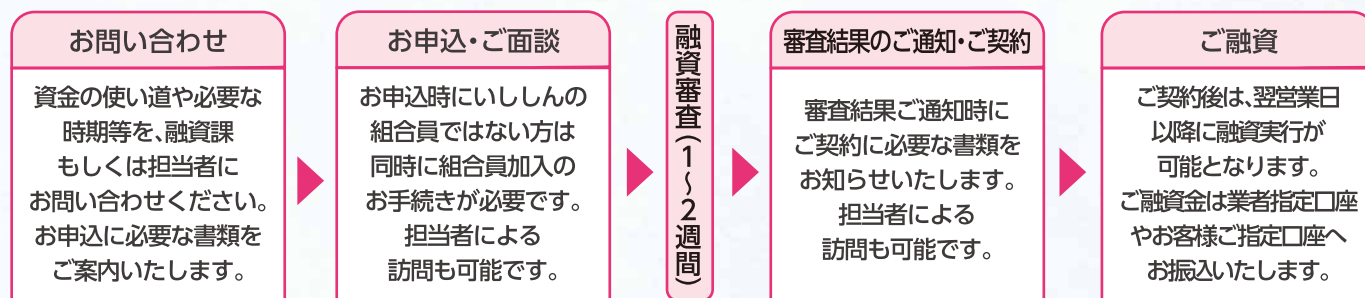 お問い合わせ
資金の使い道や必要な
時期等を、融資課
もしくは担当者に
お問い合わせください。
お申込に必要な書類を
ご案内いたします。
お申込・ご面談
お申込時にいししんの
組合員ではない方は
同時に組合員加入の
お手続きが必要です。
担当者による
訪問も可能です。
融資審査(1〜2週間)
審査結果のご通知・ご契約
審査結果ご通知時に
ご契約に必要な書類を
お知らせいたします。
担当者による
訪問も可能です。
ご融資
ご契約後は、翌営業日
以降に融資実行が
可能となります。
ご融資金は業者指定口座
やお客様ご指定口座へ
お振込いたします。